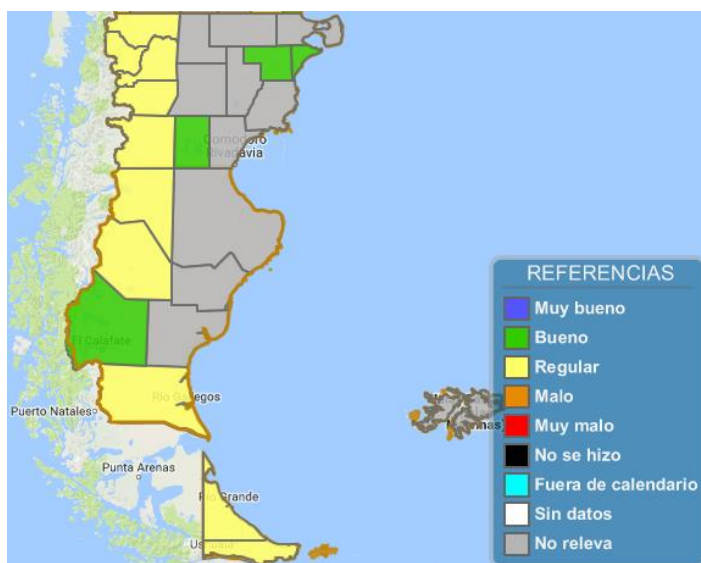 Comodoro
Rivadavia
REFERENCIAS
Muy bueno
Bueno
Regular
Malo
Muy malo
No se hizo
Fuera de calendario
Sin datos
No releva
El Calafate
Río Gallegos
Puerto Natales
Punta Arenas
Río Grande